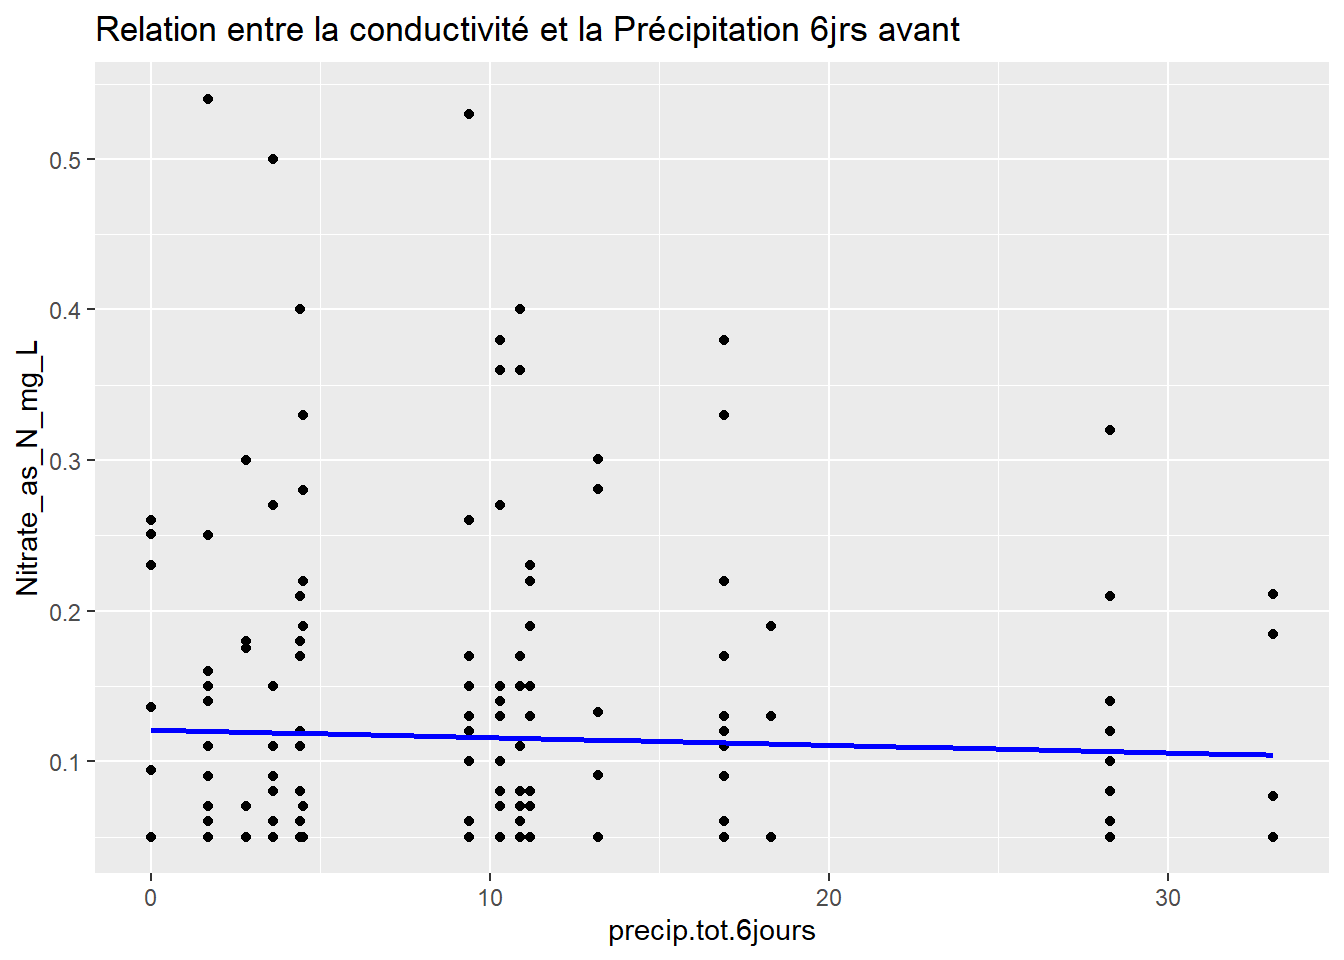 Relation entre la conductivité et la Précipitation 6jrs avant
Nitrate_as_N_mg_L
0.5
0.4
0.3
0.2
0.1
0 10 20 30
precip.tot.6jours